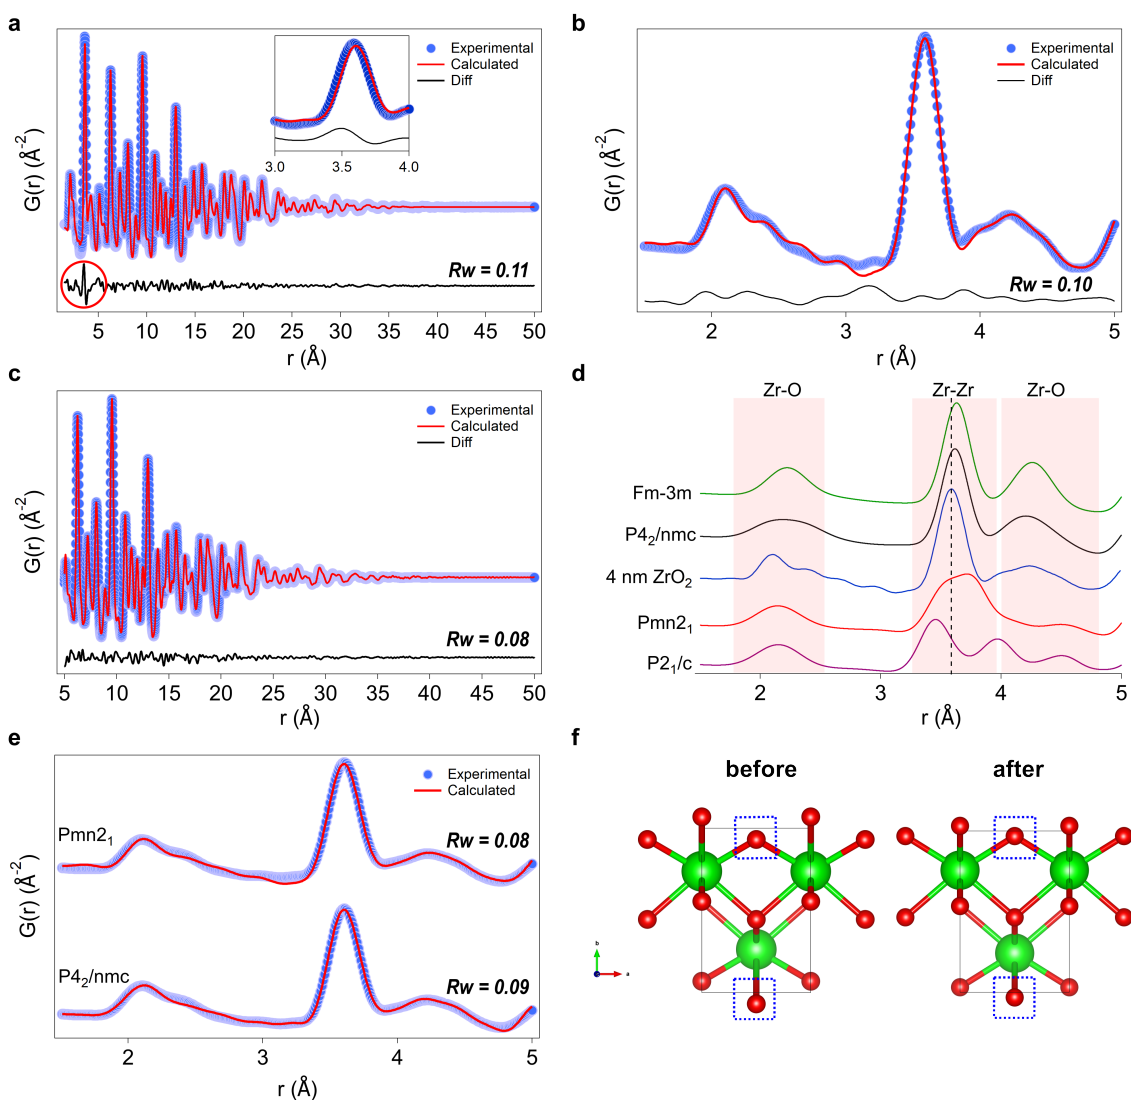 a
Experimental
Calculated
Diff
G(r) (Å⁻²)
3.0 3.5 4.0
Rw = 0.11
5 10 15 20 25 30 35 40 45 50
r (Å)
b
Experimental
Calculated
Diff
G(r) (Å⁻²)
Rw = 0.10
2 3 4 5
r (Å)
c
Experimental
Calculated
Diff
G(r) (Å⁻²)
Rw = 0.08
5 10 15 20 25 30 35 40 45 50
r (Å)
d
Zr-O Zr-Zr Zr-O
Fm-3m
P4₂/nmc
4 nm ZrO₂
Pmn2₁
P2₁/c
2 3 4 5
r (Å)
e
Experimental
Calculated
Pmn2₁
Rw = 0.08
G(r) (Å⁻²)
P4₂/nmc
Rw = 0.09
2 3 4 5
r (Å)
f
before after
b
a